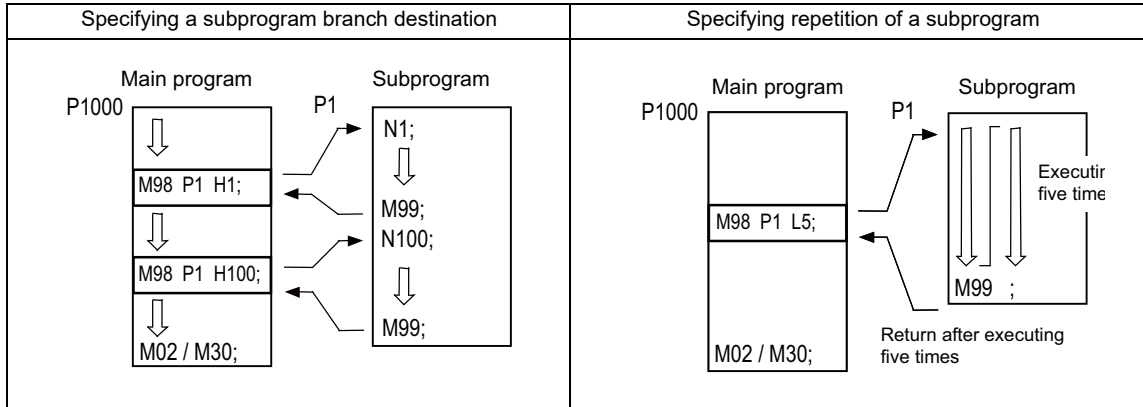 Specifying a subprogram branch destination
Main program
Subprogram
P1000
P1
M98 P1 H1;
M98 P1 H100;
M02 / M30;
N1;
M99;
N100;
M99;
Specifying repetition of a subprogram
Main program
Subprogram
P1000
P1
M98 P1 L5;
M02 / M30;
five
M99 ;
Return after executing
five times